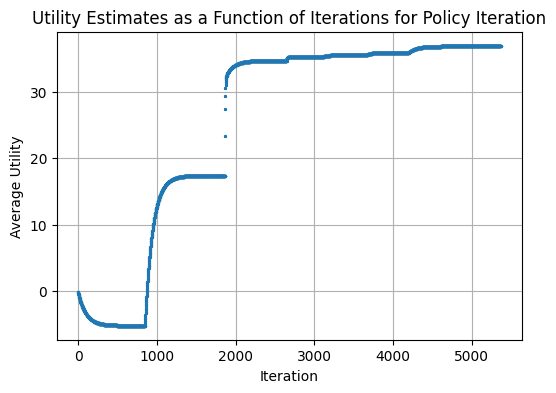 Utility Estimates as a Function of Iterations for Policy Iteration
Average Utility
30
20
10
0
0 1000 2000 3000 4000 5000
Iteration